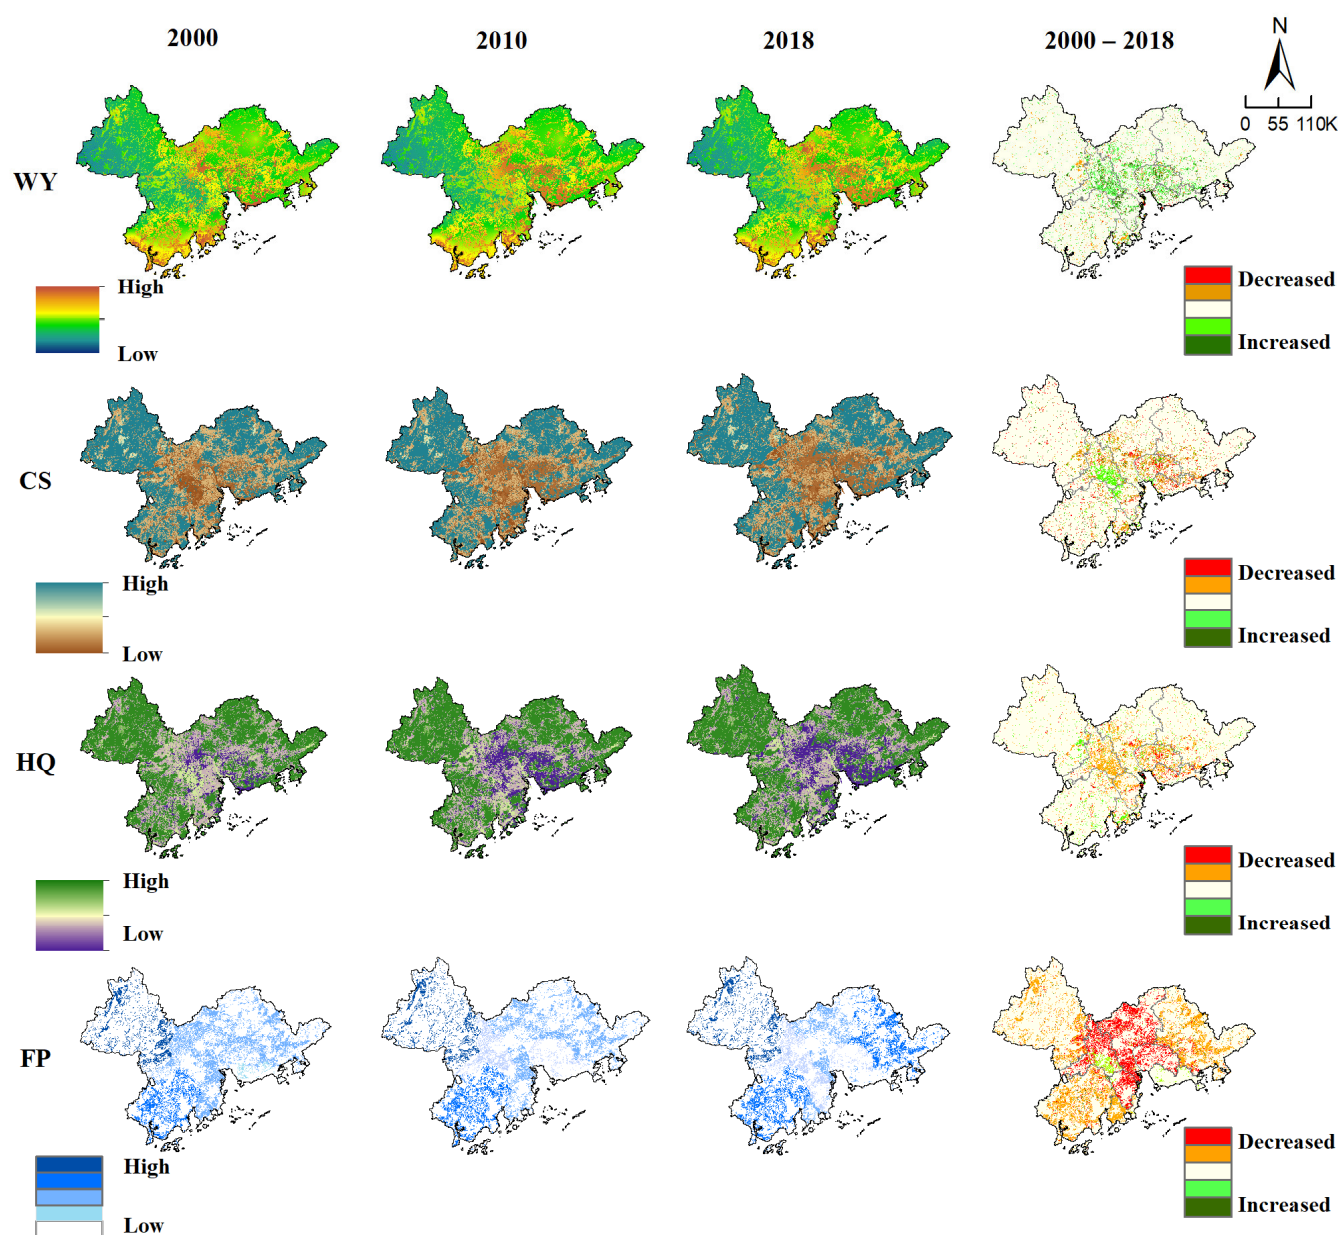 2000
2010
2018
2000 – 2018
N
0 55 110K
WY
High
Low
Decreased
Increased
CS
High
Low
Decreased
Increased
HQ
High
Low
Decreased
Increased
FP
High
Low
Decreased
Increased